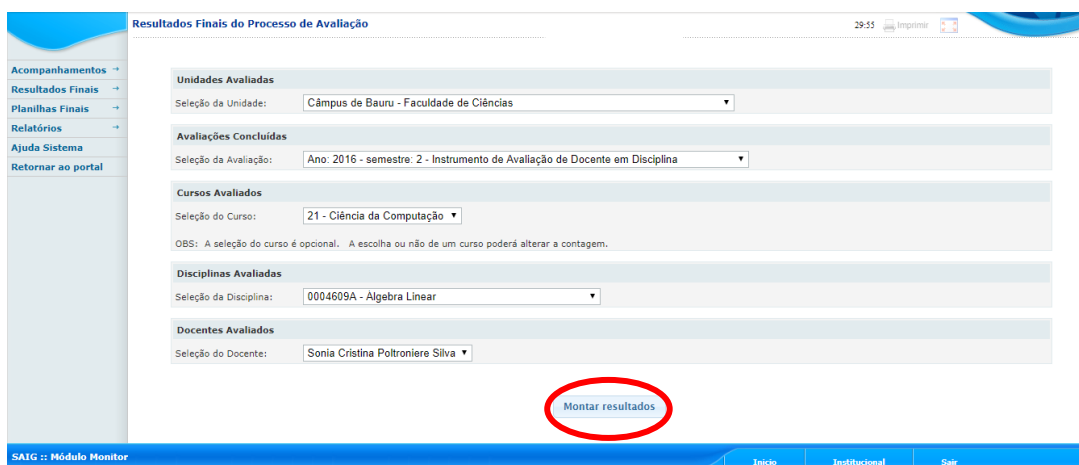 Resultados Finais do Processo de Avaliação
29:55 Imprimir
Acompanhamentos →
Resultados Finais →
Planilhas Finais →
Relatórios →
Ajuda Sistema
Retornar ao portal
Unidades Avaliadas
Seleção da Unidade: Câmpus de Bauru - Faculdade de Ciências
Avaliações Concluídas
Seleção da Avaliação: Ano: 2016 - semestre: 2 - Instrumento de Avaliação de Docente em Disciplina
Cursos Avaliados
Seleção do Curso: 21 - Ciência da Computação
OBS: A seleção do curso é opcional. A escolha ou não de um curso poderá alterar a contagem.
Disciplinas Avaliadas
Seleção da Disciplina: 0004609A - Álgebra Linear
Docentes Avaliados
Seleção do Docente: Sonia Cristina Poltroniere Silva
Montar resultados
SAIG :: Módulo Monitor
Início Institucional Sair